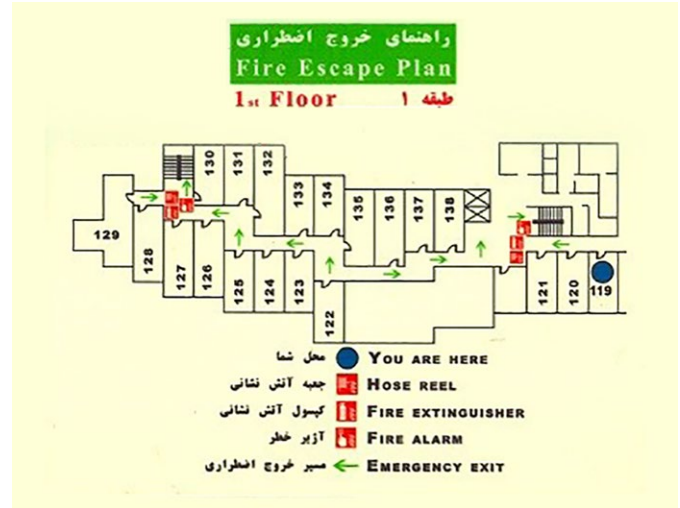 راهنمای خروج اضطراری
Fire Escape Plan
1st Floor طبقه ۱
130
131
132
133
134
135
136
137
138
129
128
127
126
125
124
123
122
121
120
119
محل شما YOU ARE HERE
جعبه آتش نشانی HOSE REEL
کپسول آتش نشانی FIRE EXTINGUISHER
آژیر خطر FIRE ALARM
مسیر خروج اضطراری EMERGENCY EXIT